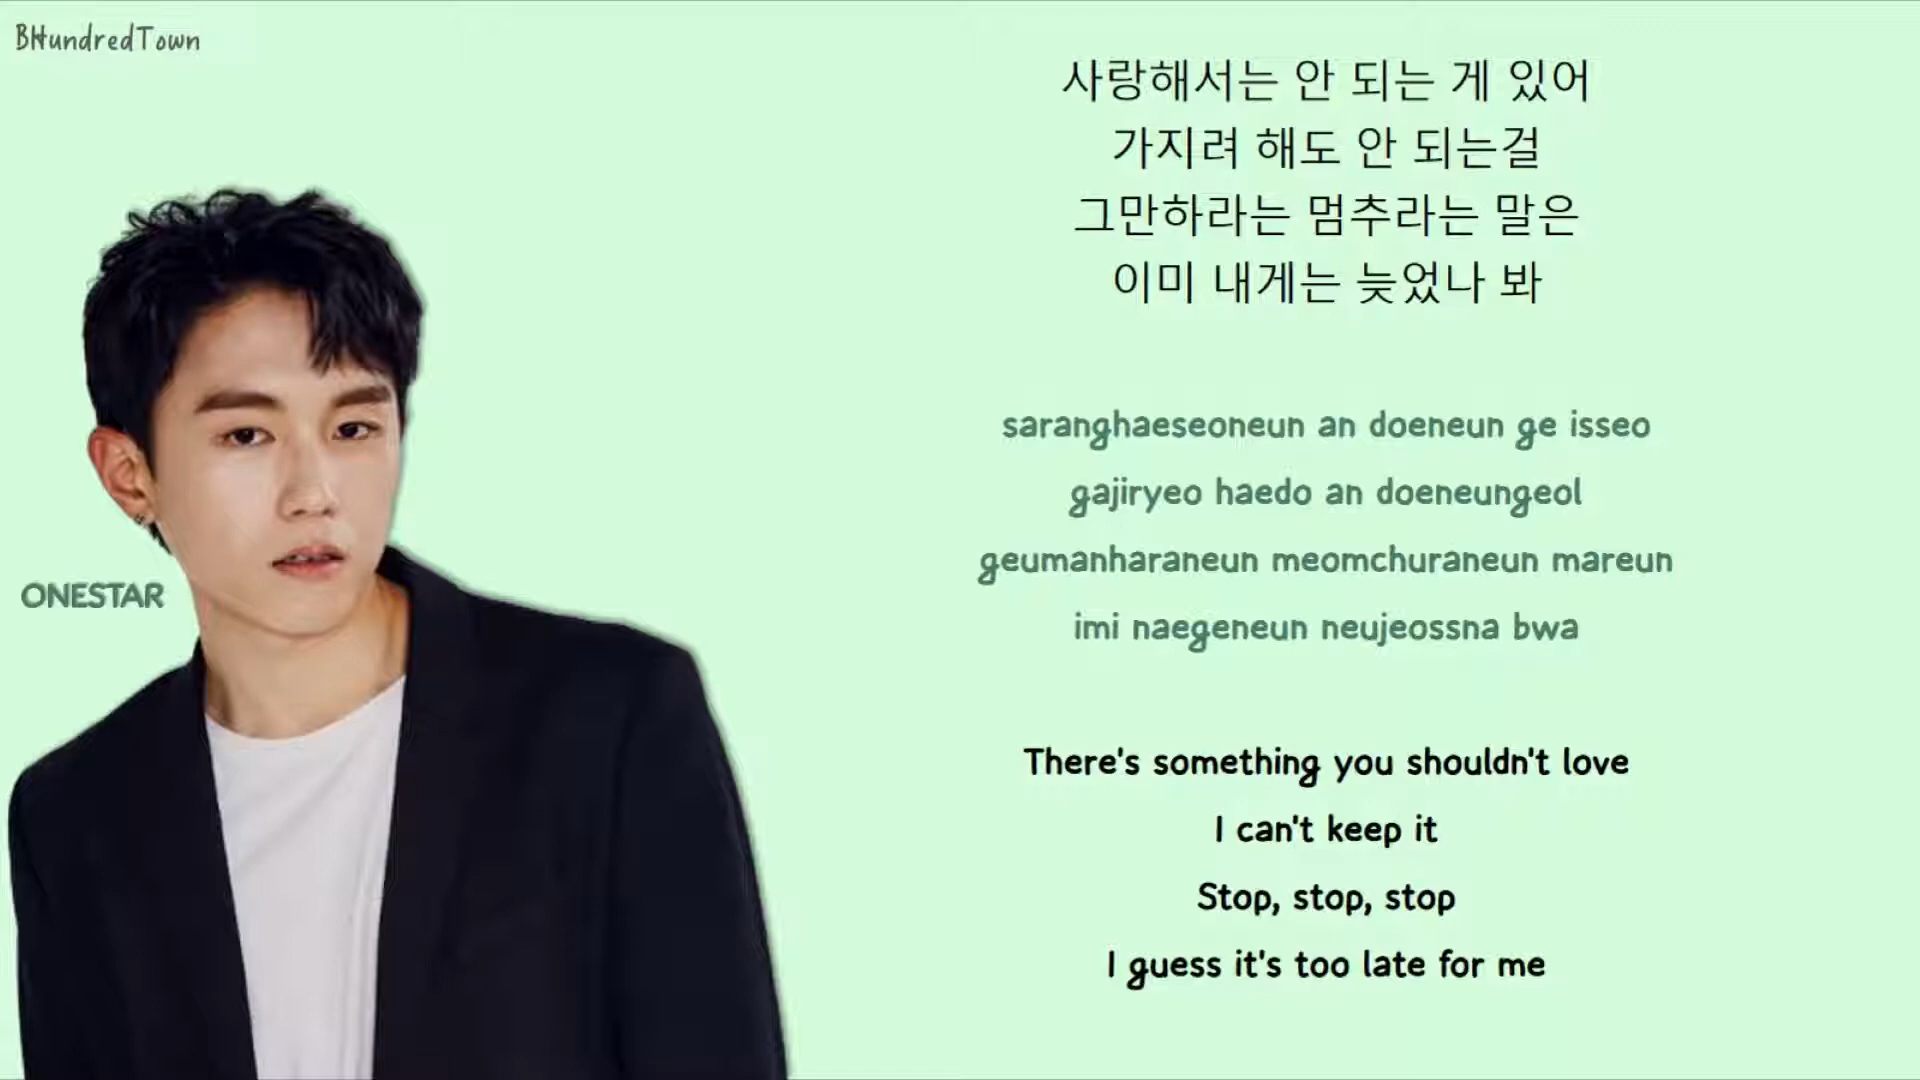 BHundredTown
사랑해서는 안 되는 게 있어
가지려 해도 안 되는걸
그만하라는 멈추라는 말은
이미 내게는 늦었나 봐
saranghaeseoneun an doeneun ge isseo
gajiryeo haedo an doeneungeol
geumanharaneun meomchuraneun mareun
imi naegeneun neujeossna bwa
ONESTAR
There's something you shouldn't love
I can't keep it
Stop, stop, stop
I guess it's too late for me